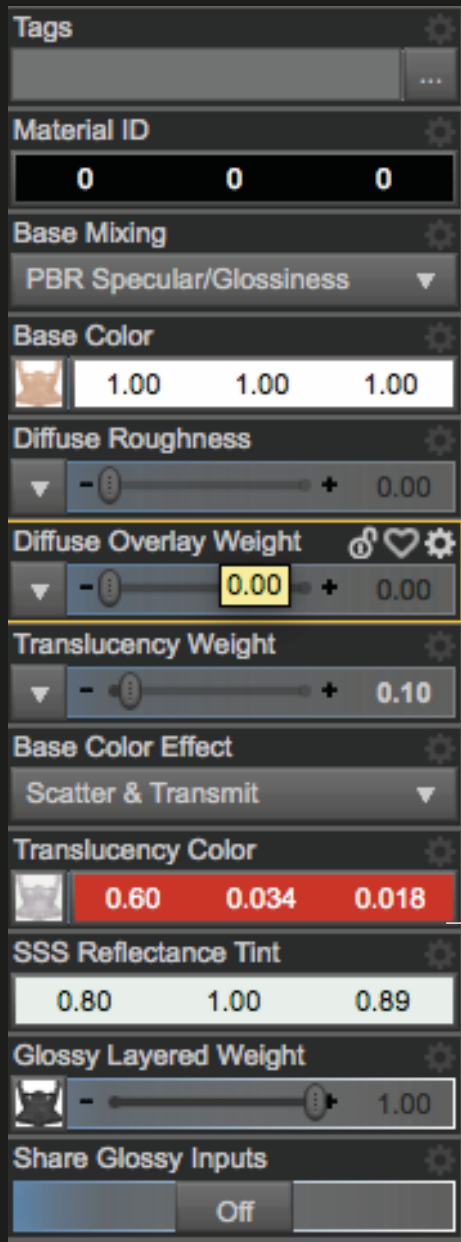 Tags
...
Material ID
0 0 0
Base Mixing
PBR Specular/Glossiness
Base Color
1.00 1.00 1.00
Diffuse Roughness
- + 0.00
Diffuse Overlay Weight
- 0.00 + 0.00
Translucency Weight
- + 0.10
Base Color Effect
Scatter & Transmit
Translucency Color
0.60 0.034 0.018
SSS Reflectance Tint
0.80 1.00 0.89
Glossy Layered Weight
- + 1.00
Share Glossy Inputs
Off